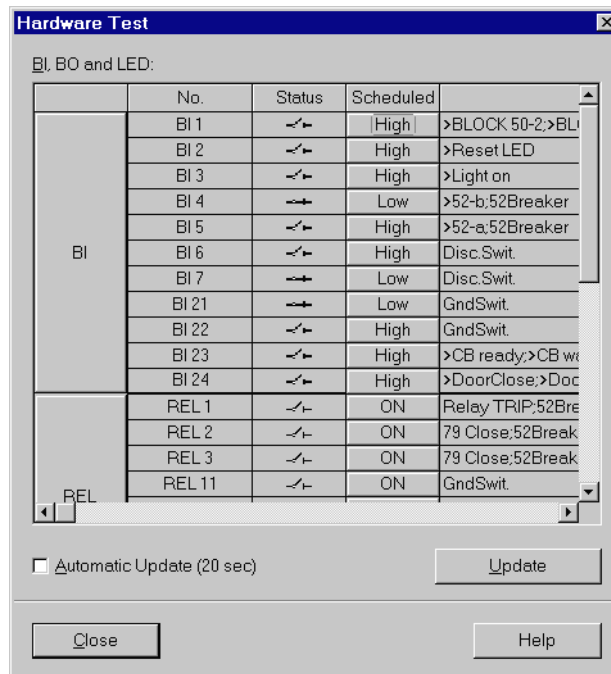 Hardware Test
BI, BO and LED:
No. Status Scheduled
BI 1 High >BLOCK 50-2;>BL
BI 2 High >Reset LED
BI 3 High >Light on
BI 4 Low >52-b;52Breaker
BI 5 High >52-a;52Breaker
BI BI 6 High Disc.Swit.
BI 7 Low Disc.Swit.
BI 21 Low GndSwit.
BI 22 High GndSwit.
BI 23 High >CB ready;>CB wa
BI 24 High >DoorClose;>Doo
REL 1 ON Relay TRIP;52Bre
REL 2 ON 79 Close;52Break
REL 3 ON 79 Close;52Break
REL REL 11 ON GndSwit.
Automatic Update (20 sec) Update
Close Help